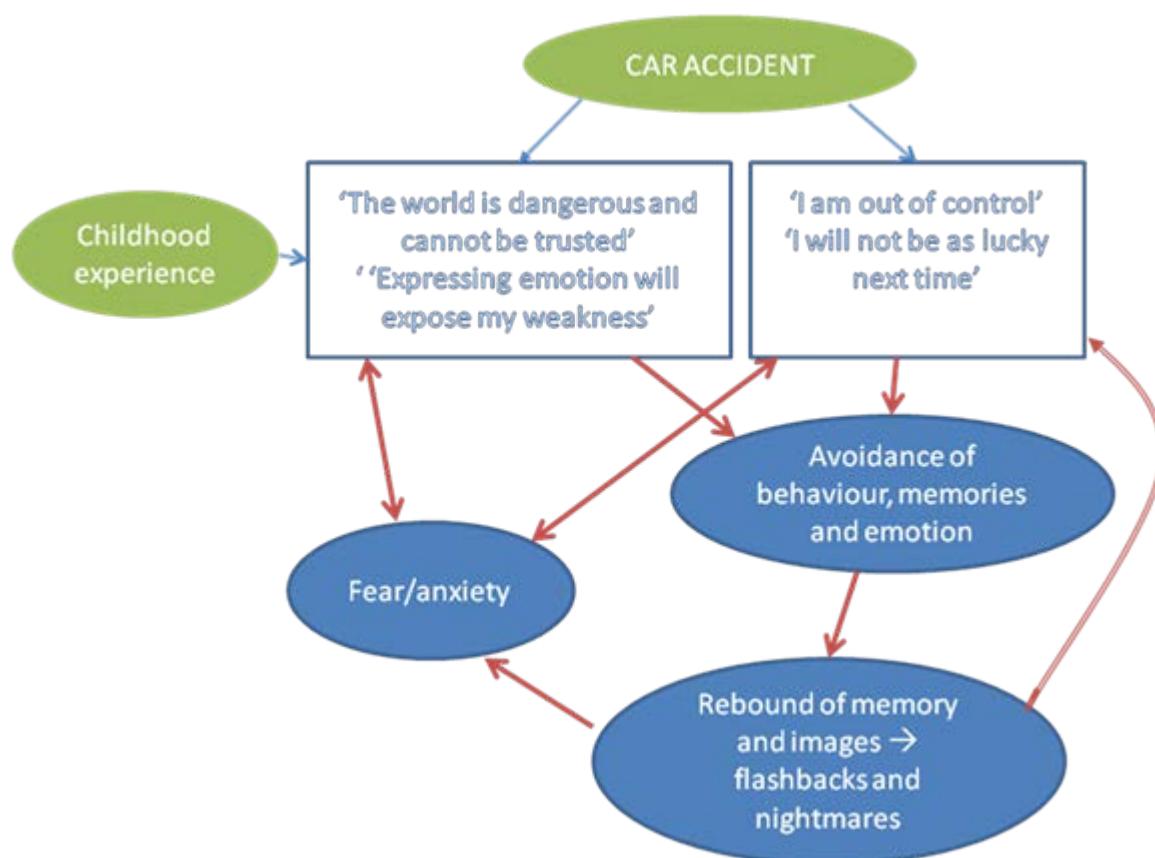 CAR ACCIDENT
Childhood
experience
‘The world is dangerous and
cannot be trusted’
‘ ‘Expressing emotion will
expose my weakness’
‘I am out of control’
‘I will not be as lucky
next time’
Avoidance of
behaviour, memories
and emotion
Fear/anxiety
Rebound of memory
and images →
flashbacks and
nightmares